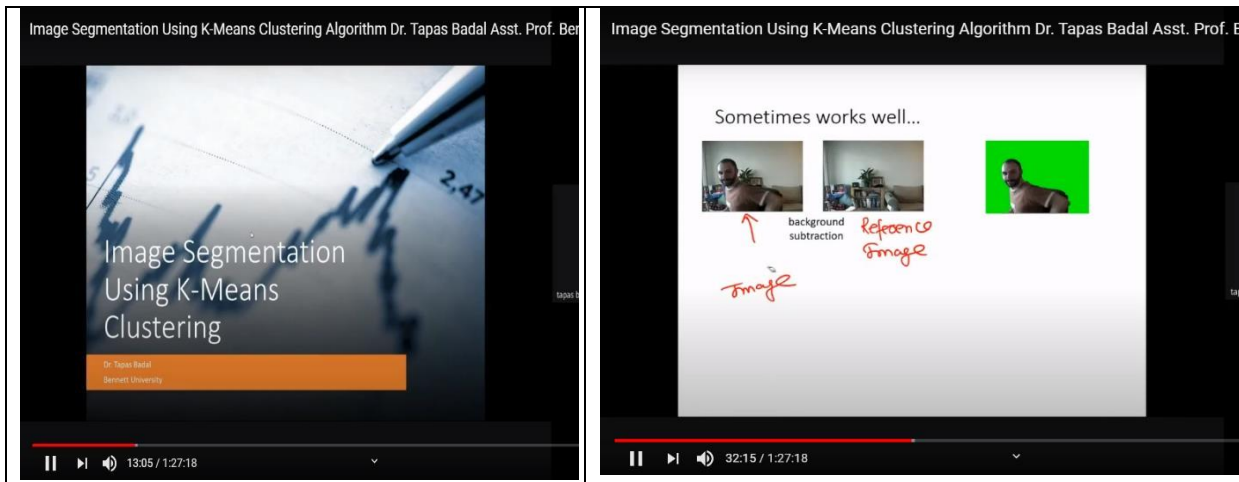 Image Segmentation Using K-Means Clustering Algorithm Dr. Tapas Badal Asst. Prof. Ber
2,47
Image Segmentation
Using K-Means
Clustering
Dr. Tapas Badal
Bennett University
tapas b
13:05 / 1:27:18
Image Segmentation Using K-Means Clustering Algorithm Dr. Tapas Badal Asst. Prof. B
Sometimes works well...
background
subtraction
Reference
Image
Image
tap
32:15 / 1:27:18